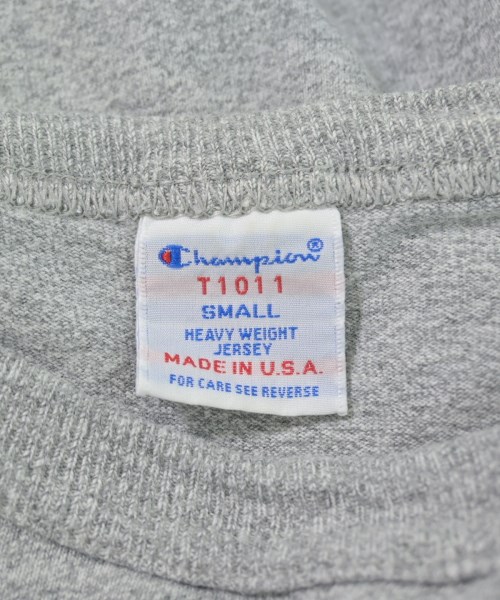 Champion®
T1011
SMALL
HEAVY WEIGHT
JERSEY
MADE IN U.S.A.
FOR CARE SEE REVERSE